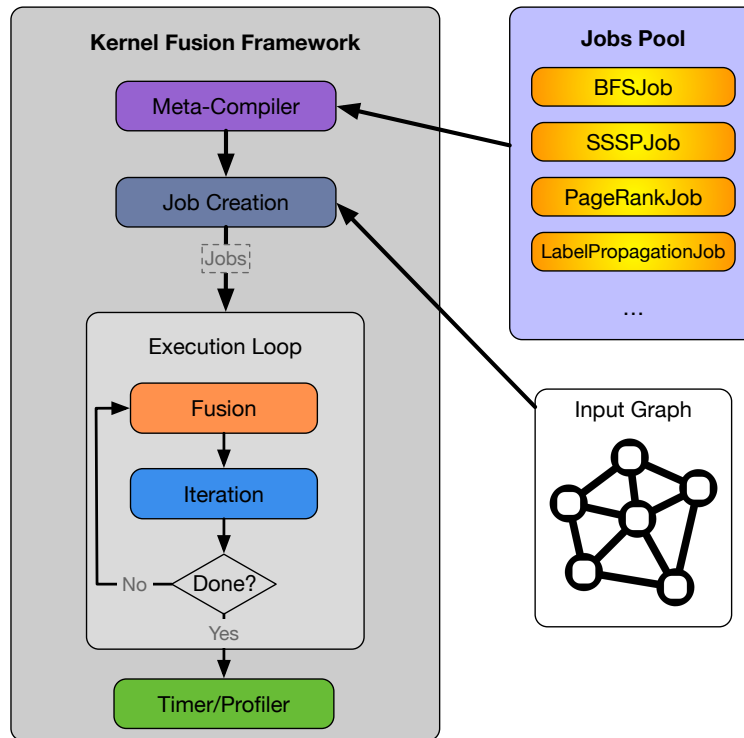 Kernel Fusion Framework
Meta-Compiler
Job Creation
Jobs
Execution Loop
Fusion
Iteration
Done?
No
Yes
Timer/Profiler
Jobs Pool
BFSJob
SSSPJob
PageRankJob
LabelPropagationJob
...
Input Graph